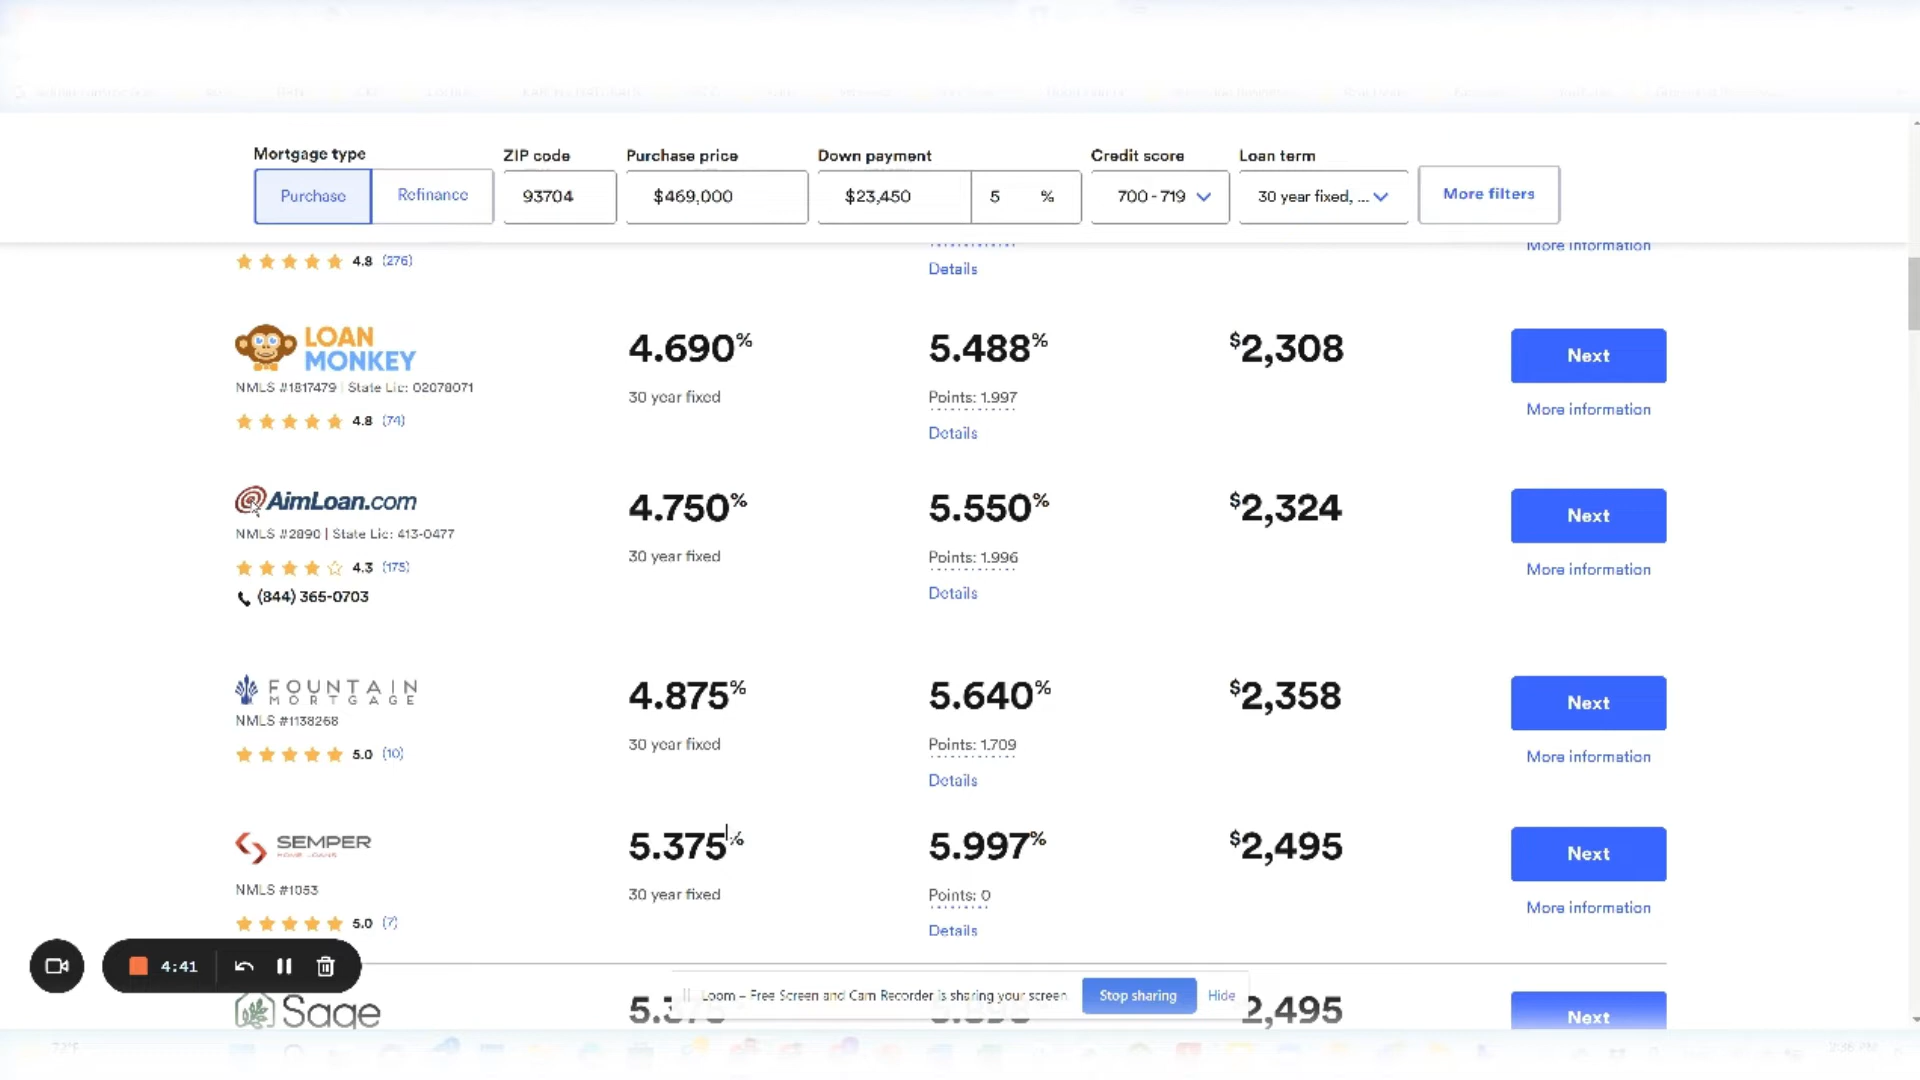 Mortgage type
ZIP code
Purchase price
Down payment
Credit score
Loan term
Purchase
Refinance
93704
$469,000
$23,450
5 %
700 - 719
30 year fixed, ...
More filters
4.8 (276)
Details
More information
LOAN MONKEY
NMLS #1817479 | State Lic: 02078071
4.8 (74)
4.690%
30 year fixed
5.488%
Points: 1.997
Details
$2,308
Next
More information
AimLoan.com
NMLS #2890 | State Lic: 413-0477
4.3 (175)
(844) 365-0703
4.750%
30 year fixed
5.550%
Points: 1.996
Details
$2,324
Next
More information
FOUNTAIN
MORTGAGE
NMLS #1138268
5.0 (10)
4.875%
30 year fixed
5.640%
Points: 1.709
Details
$2,358
Next
More information
SEMPER
NMLS #1053
5.0 (7)
5.375%
30 year fixed
5.997%
Points: 0
Details
$2,495
Next
More information
4:41
Loom – Free Screen and Cam Recorder is sharing your screen
Stop sharing
Hide
Sage
2,495
Next